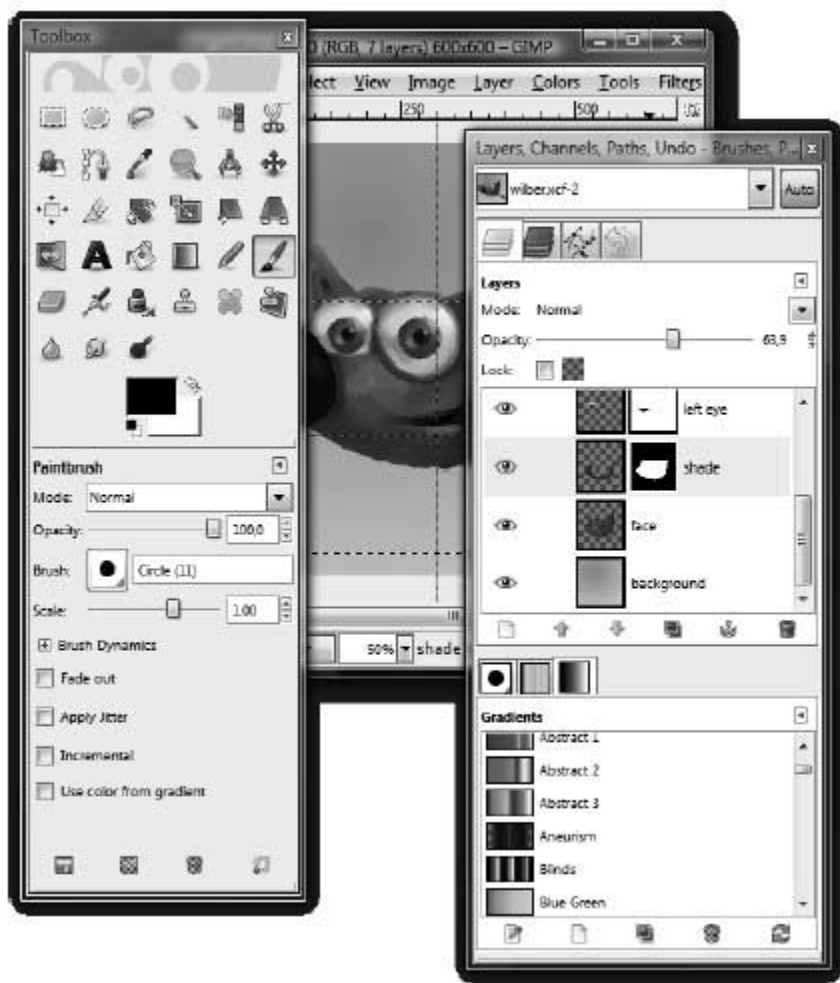 Toolbox
0 (RGB, 7 layers) 600x600 – GIMP
lect View Image Layer Colors Tools Filters
250 500
Paintbrush
Mode: Normal
Opacity: 100,0
Brush: Circle (11)
Scale: 1.00
Brush Dynamics
Fade out
Apply Jitter
Incremental
Use color from gradient
50% shade
Layers, Channels, Paths, Undo - Brushes, P...
wilber.xcf-2 Auto
Layers
Mode: Normal
Opacity: 63,9
Lock:
left eye
shade
face
background
Gradients
Abstract 1
Abstract 2
Abstract 3
Aneurism
Blinds
Blue Green